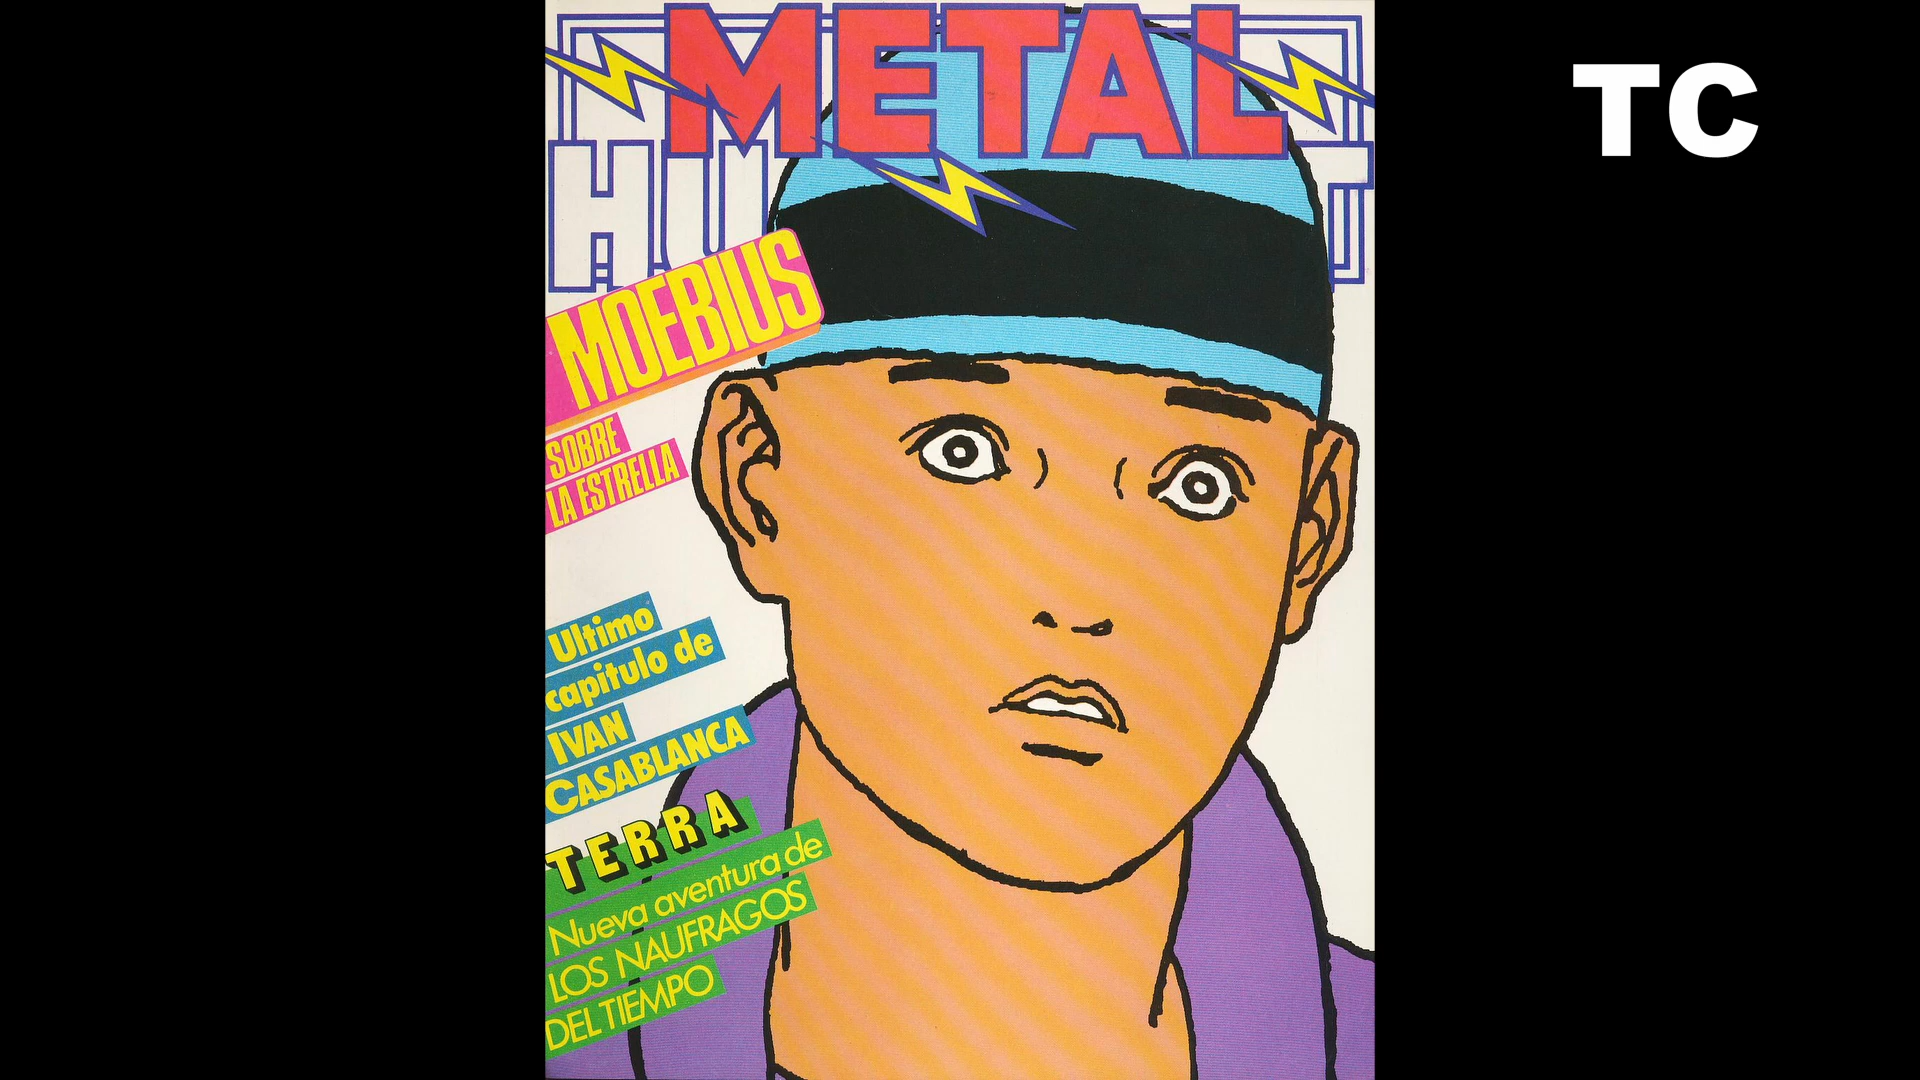 METAL
TC
HU T
MOEBIUS
SOBRE
LA ESTRELLA
Ultimo
capitulo de
IVAN
CASABLANCA
TERRA
Nueva aventura de
LOS NAUFRAGOS
DEL TIEMPO